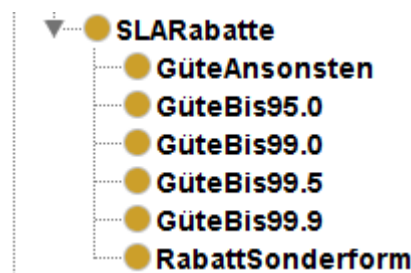 SLARabatte
GüteAnsonsten
GüteBis95.0
GüteBis99.0
GüteBis99.5
GüteBis99.9
RabattSonderform